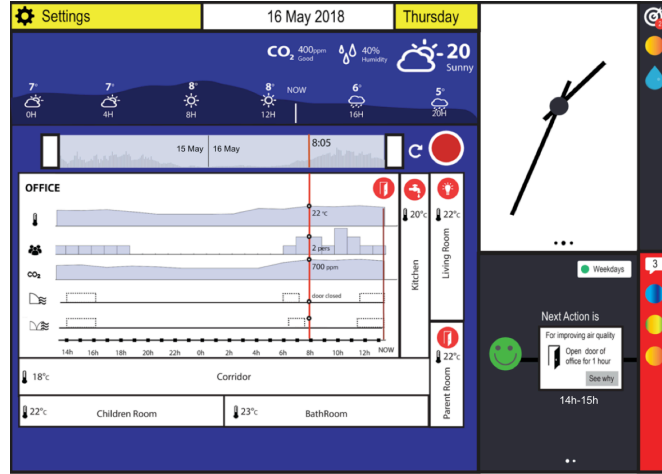 Settings
16 May 2018
Thursday
CO₂ 400ppm Good
40% Humidity
- 20
Sunny
7° 7° 8° 8° NOW 6° 5°
0H 4H 8H 12H 16H 20H
15 May 16 May 8:05
OFFICE
22 °c
2 pers
CO₂
700 ppm
door closed
14h 16h 18h 20h 22h 0h 2h 4h 6h 8h 10h 12h NOW
20°c
Kitchen
22°c
Living Room
22°c
Parent Room
18°c Corridor
22°c Children Room
23°c BathRoom
Weekdays
Next Action is
For improving air quality
Open door of
office for 1 hour
See why
14h-15h
3